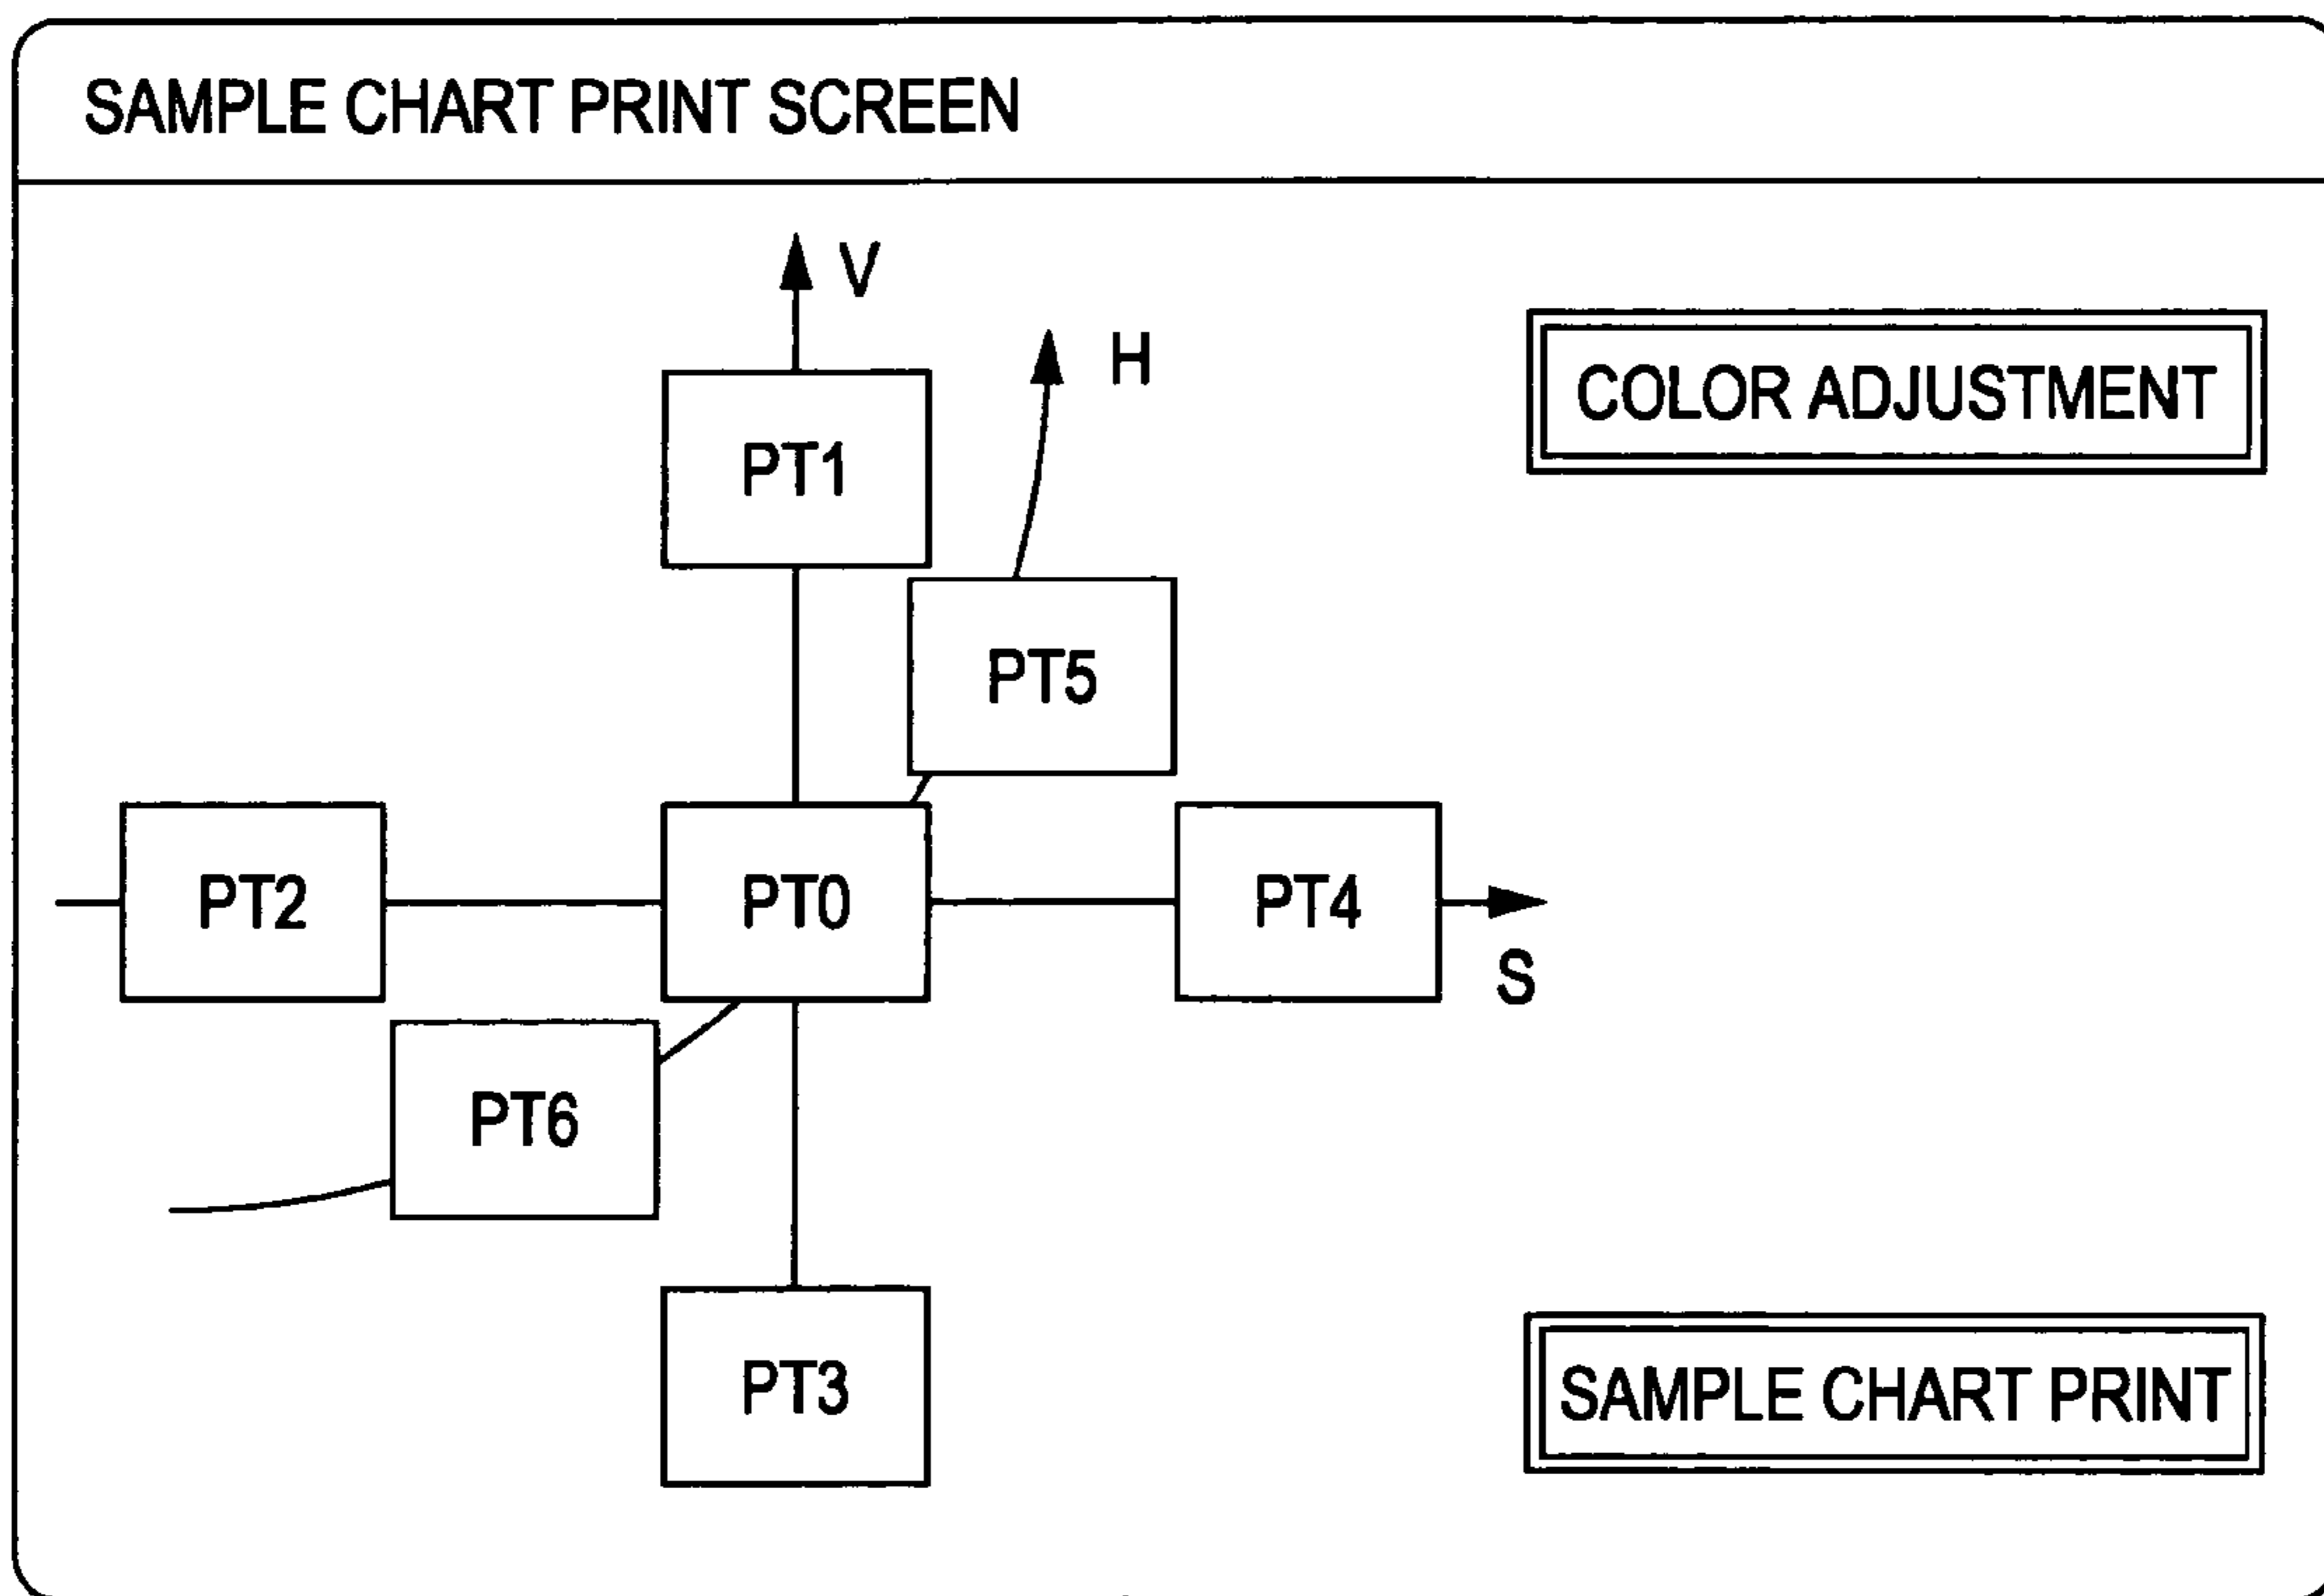 SAMPLE CHART PRINT SCREEN
V
H
COLOR ADJUSTMENT
PT1
PT5
PT2
PT0
PT4
S
PT6
PT3
SAMPLE CHART PRINT